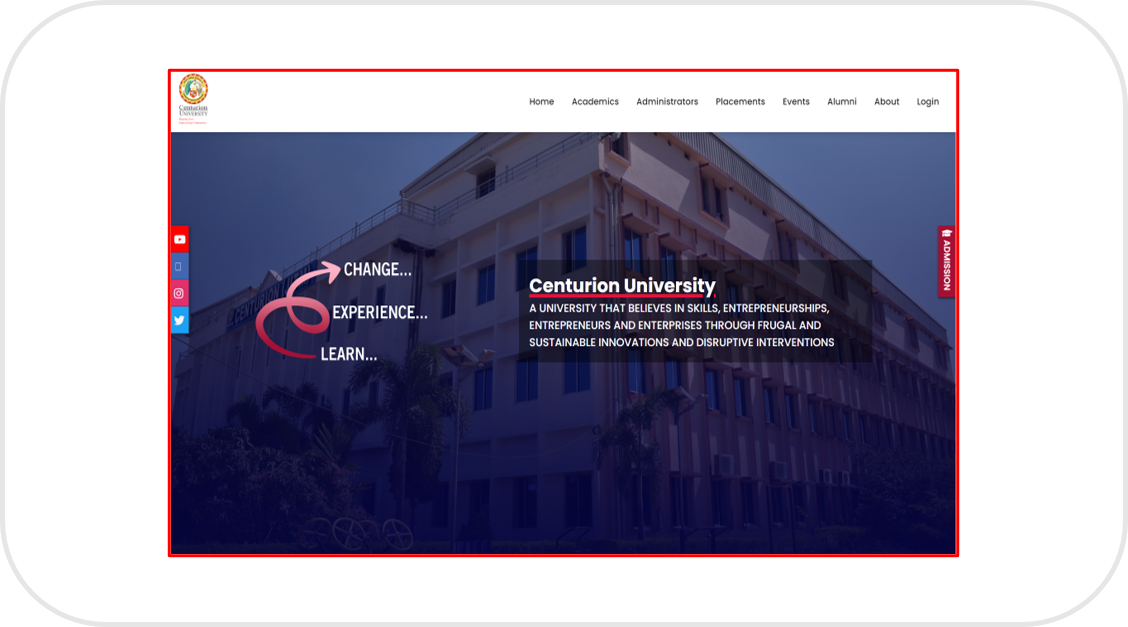 Centurion
UNIVERSITY
Home Academics Administrators Placements Events Alumni About Login
CHANGE...
EXPERIENCE...
LEARN...
Centurion University
A UNIVERSITY THAT BELIEVES IN SKILLS, ENTREPRENEURSHIPS,
ENTREPRENEURS AND ENTERPRISES THROUGH FRUGAL AND
SUSTAINABLE INNOVATIONS AND DISRUPTIVE INTERVENTIONS
ADMISSION